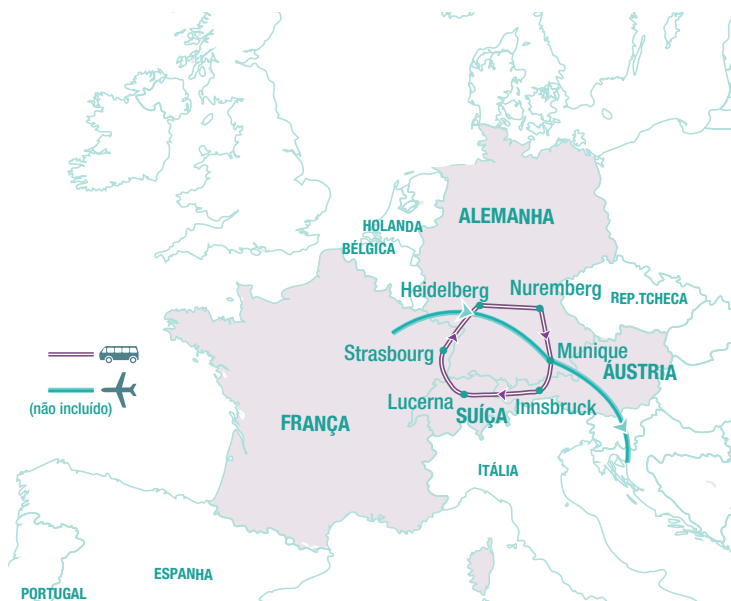 HOLANDA
ALEMANHA
BÉLGICA
Heidelberg
Nuremberg
REP.TCHECA
Strasbourg
Munique
ÁUSTRIA
(não incluído)
Lucerna
SUÍÇA
Innsbruck
FRANÇA
ITÁLIA
ESPANHA
PORTUGAL